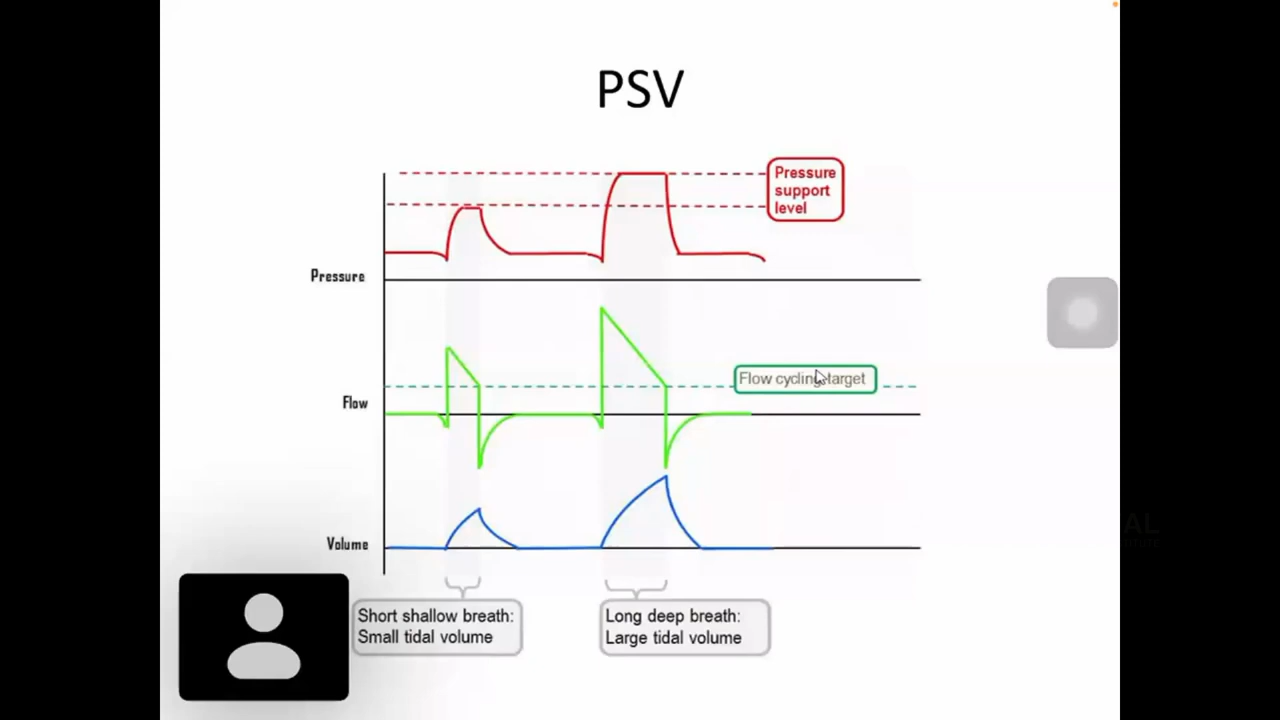 PSV
Pressure
support
level
Pressure
Flow cycling target
Flow
Volume
Short shallow breath:
Small tidal volume
Long deep breath:
Large tidal volume